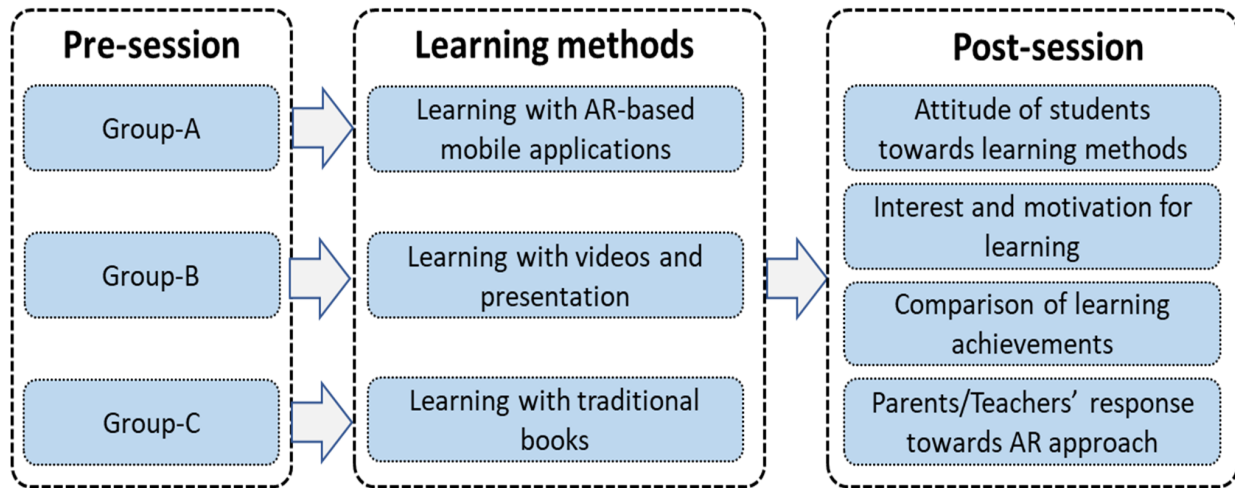 Pre-session
Group-A
Group-B
Group-C
Learning methods
Learning with AR-based
mobile applications
Learning with videos and
presentation
Learning with traditional
books
Post-session
Attitude of students
towards learning methods
Interest and motivation for
learning
Comparison of learning
achievements
Parents/Teachers’ response
towards AR approach